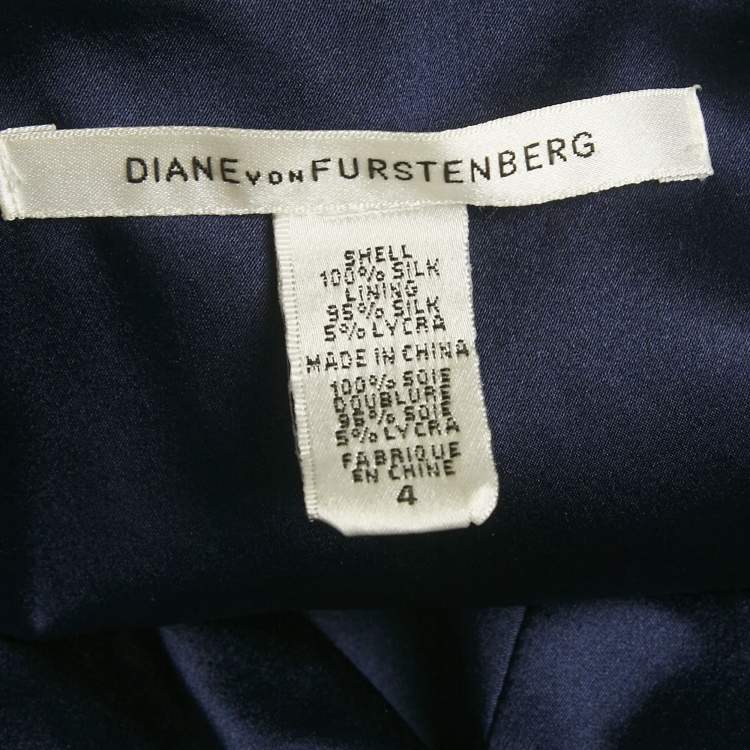 DIANE VON FURSTENBERG
SHELL
100% SILK
LINING
95% SILK
5% LYCRA
MADE IN CHINA
100% SOIE
DOUBLURE
95% SOIE
5% LYCRA
FABRIQUE
EN CHINE
4